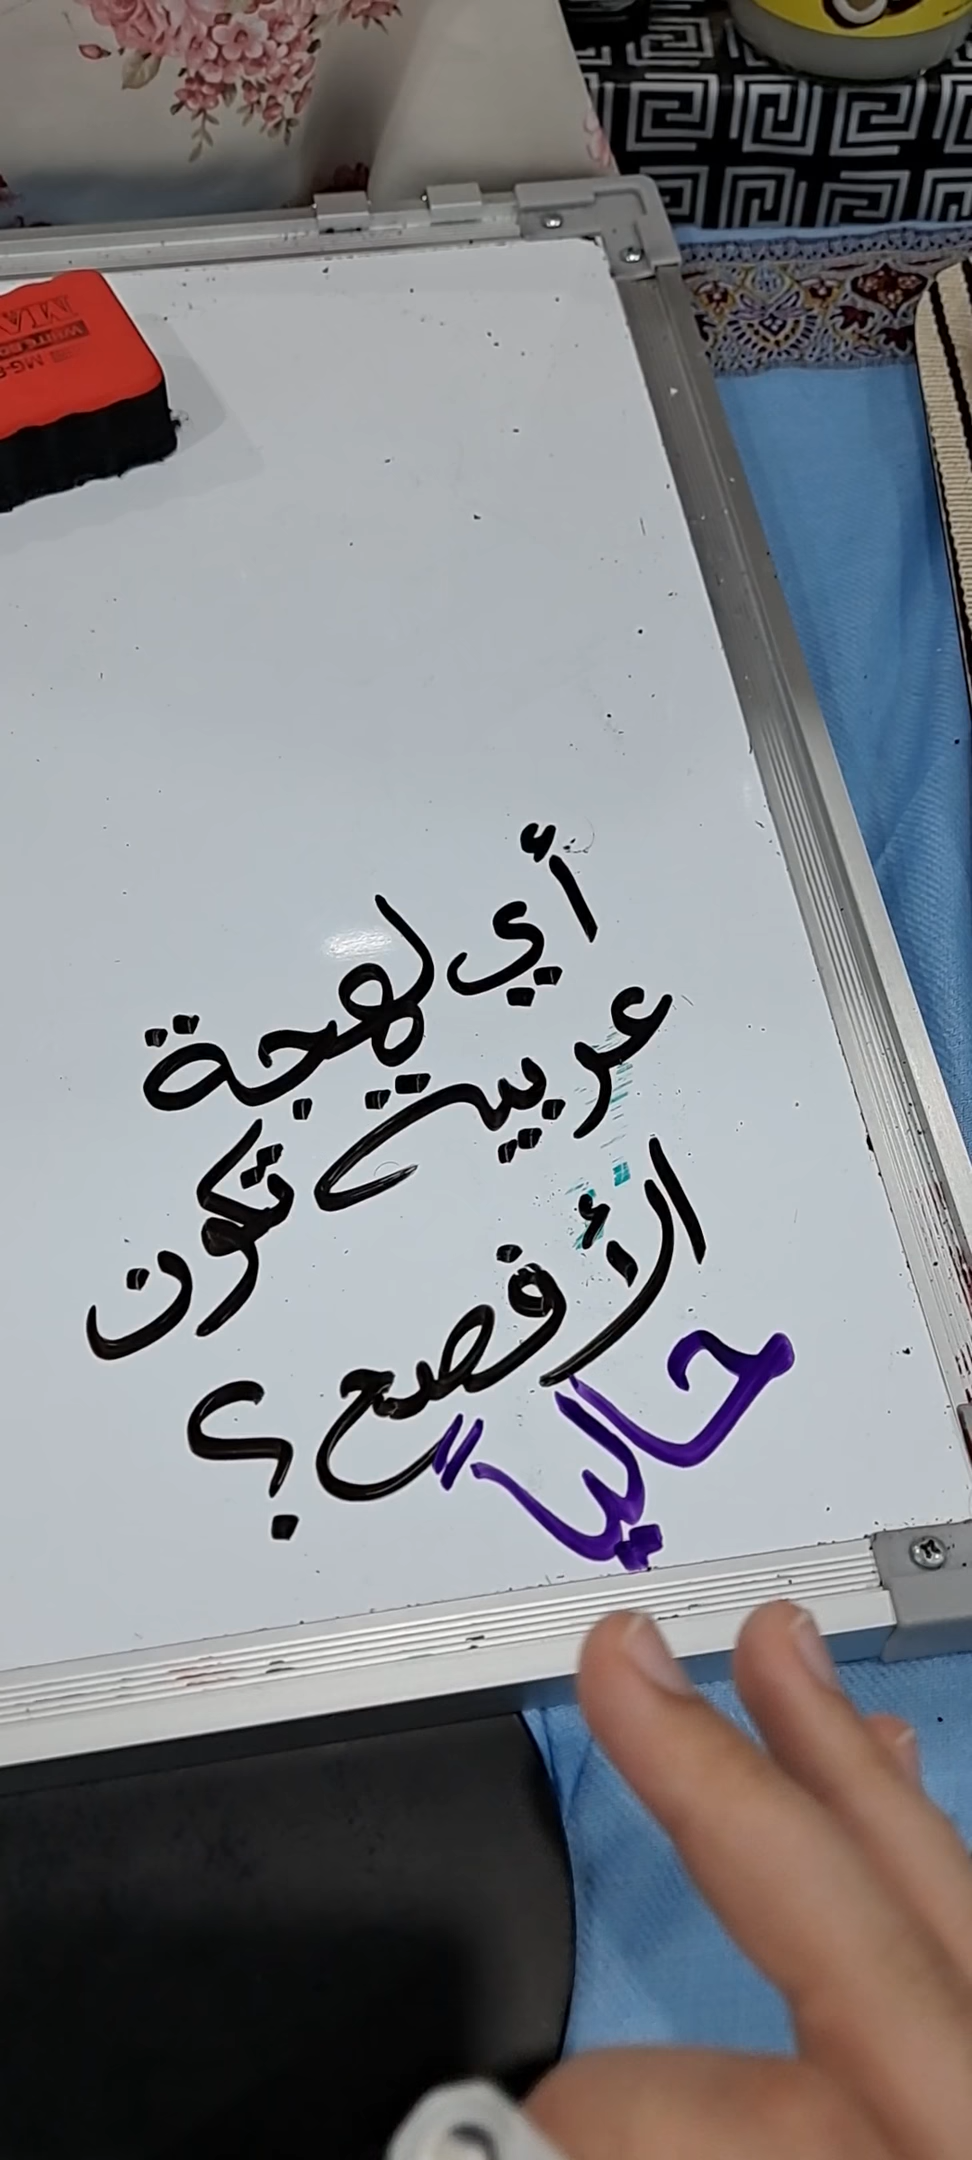 أي لهجة
عربية تكون
الأفصح؟
حالياً